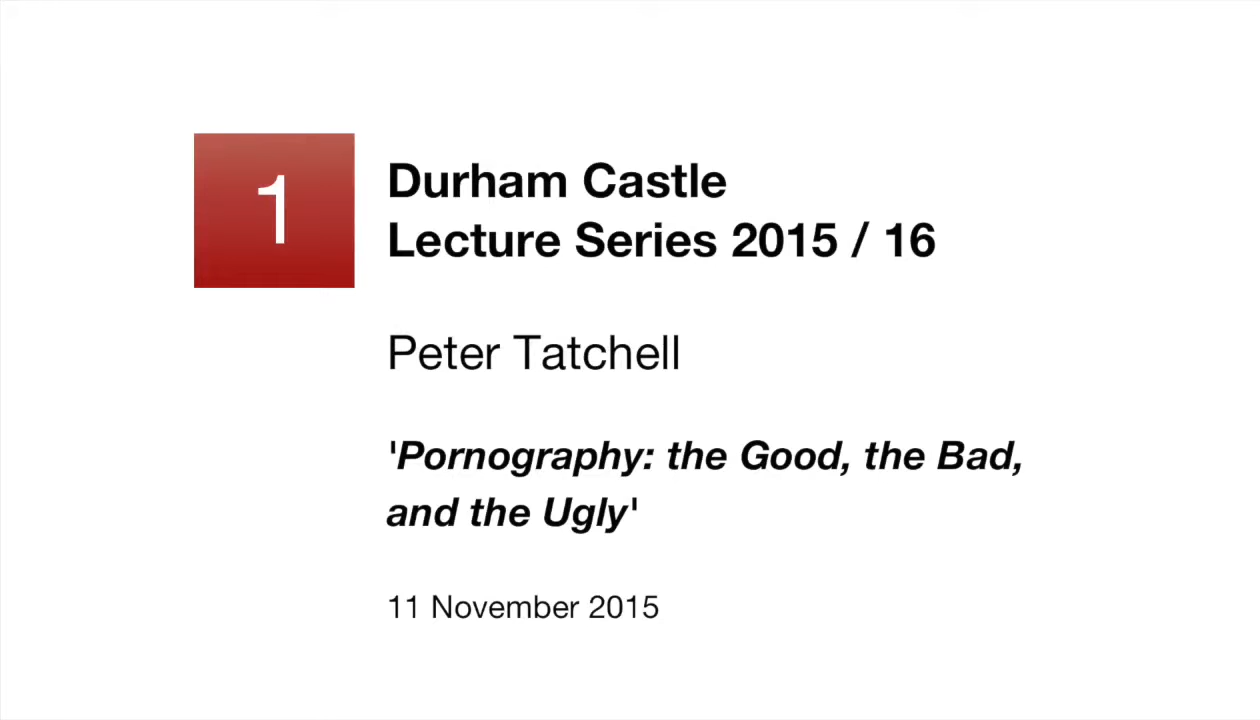 1
Durham Castle
Lecture Series 2015 / 16
Peter Tatchell
'Pornography: the Good, the Bad,
and the Ugly'
11 November 2015